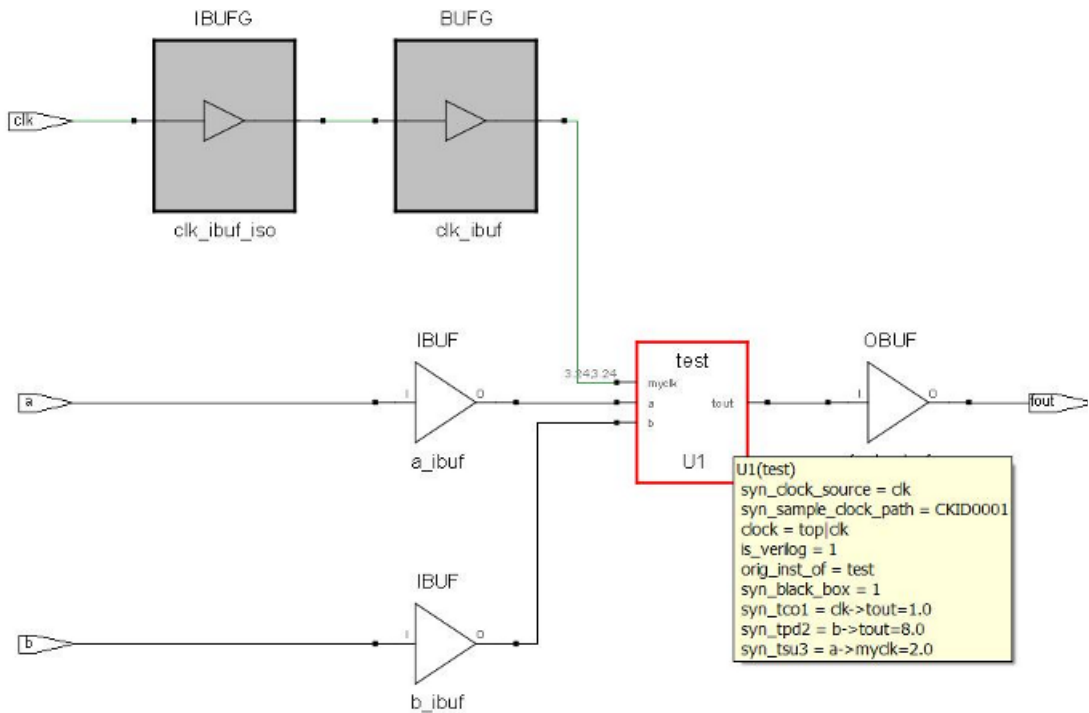 IBUFG
BUFG
clk
clk_ibuf_iso
clk_ibuf
IBUF
test
OBUF
3.24,3.24
myclk
a
I
O
a
tout
I
O
fout
b
a_ibuf
U1
U1(test)
syn_clock_source = clk
syn_sample_clock_path = CKID0001
clock = top|clk
is_verilog = 1
orig_inst_of = test
syn_black_box = 1
syn_tco1 = clk->tout=1.0
syn_tpd2 = b->tout=8.0
syn_tsu3 = a->myclk=2.0
IBUF
b
I
O
b_ibuf